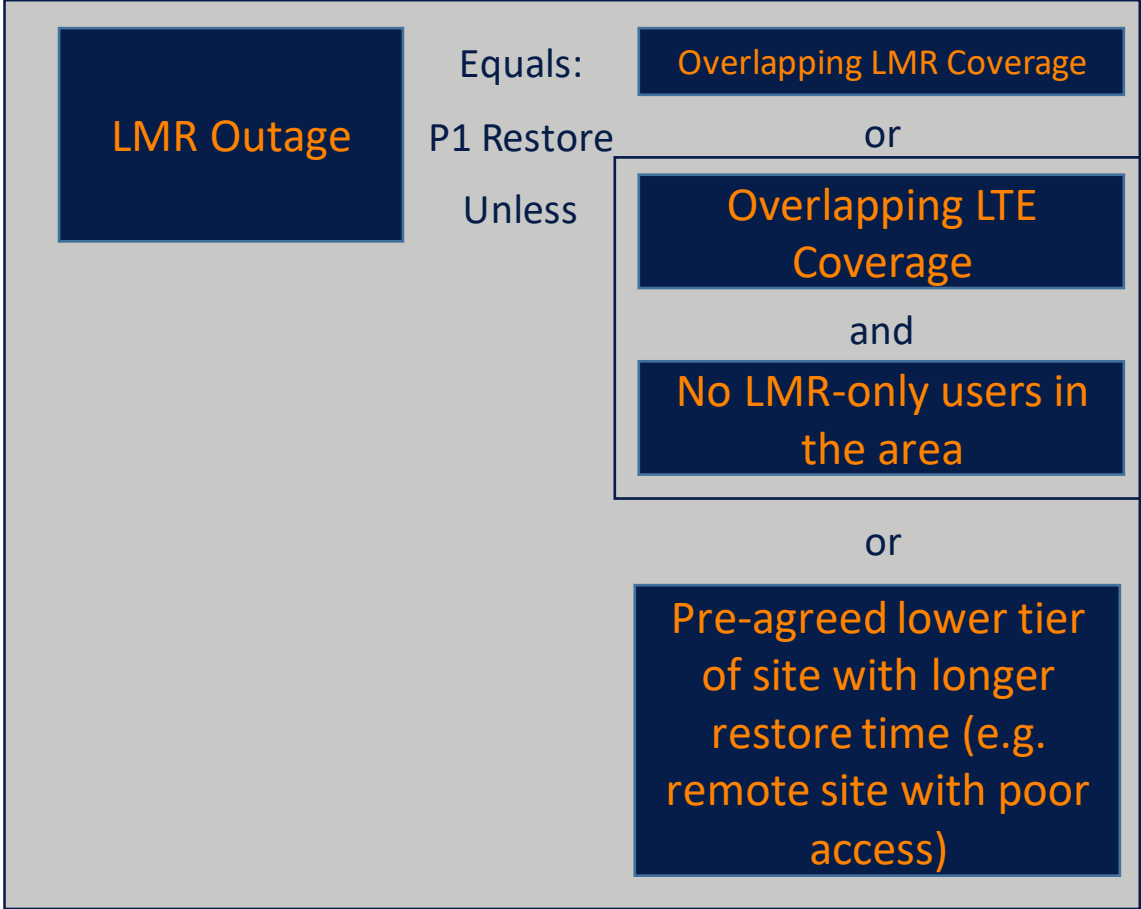 LMR Outage
Equals:
P1 Restore
Unless
Overlapping LMR Coverage
or
Overlapping LTE
Coverage
and
No LMR-only users in
the area
or
Pre-agreed lower tier
of site with longer
restore time (e.g.
remote site with poor
access)